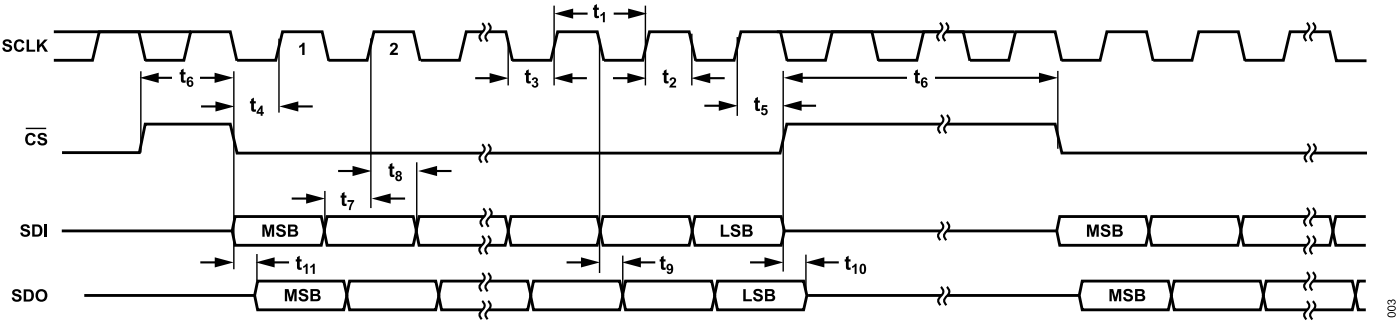 t₁
SCLK
1
2
t₆
t₃
t₂
t₆
t₄
t₅
CS
t₈
t₇
SDI
MSB
LSB
MSB
t₁₁
t₉
t₁₀
SDO
MSB
LSB
MSB
003